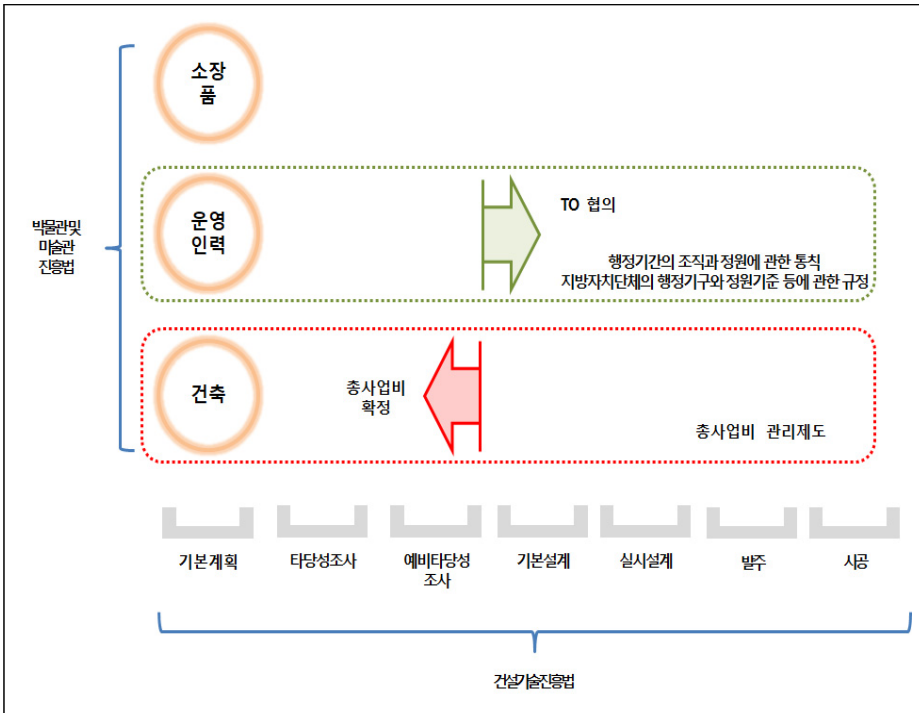 소장
품
운영
인력
TO 협의
행정기간의 조직과 정원에 관한 통칙
지방자치단체의 행정기구와 정원기준 등에 관한 규정
박물관및
미술관
진흥법
건축
총사업비
확정
총사업비 관리제도
기본계획
타당성조사
예비타당성
조사
기본설계
실시설계
발주
시공
건설기술진흥법